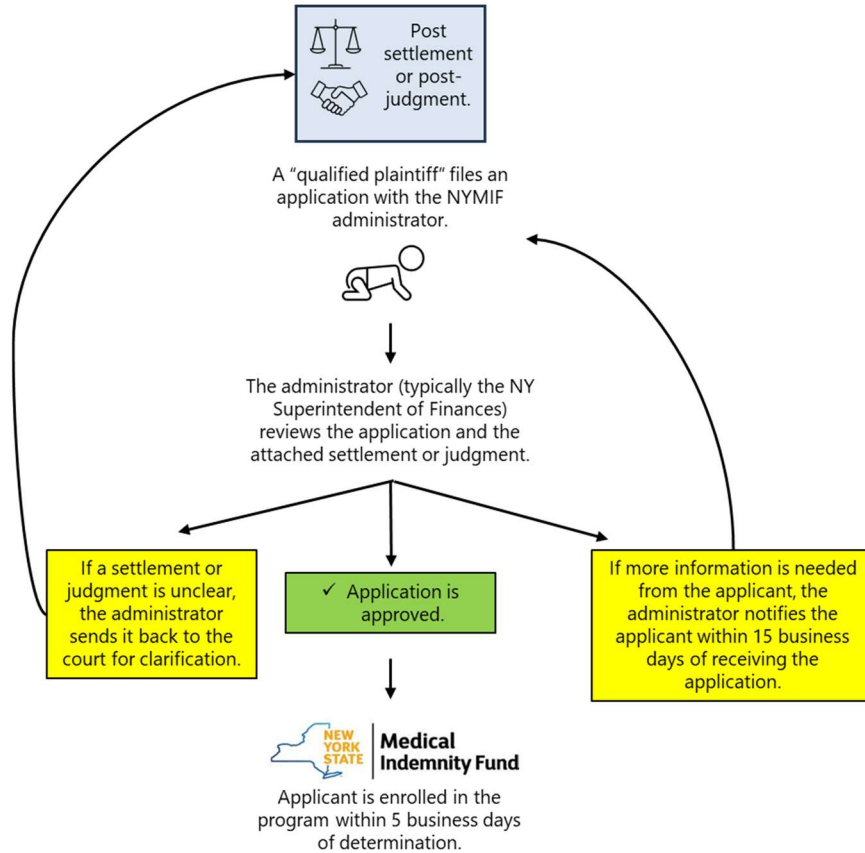 Post
settlement
or post-
judgment.
A “qualified plaintiff” files an
application with the NYMIF
administrator.
The administrator (typically the NY
Superintendent of Finances)
reviews the application and the
attached settlement or judgment.
If a settlement or
judgment is unclear,
the administrator
sends it back to the
court for clarification.
✓ Application is
approved.
If more information is needed
from the applicant, the
administrator notifies the
applicant within 15 business
days of receiving the
application.
NEW
YORK
STATE
Medical
Indemnity Fund
Applicant is enrolled in the
program within 5 business days
of determination.